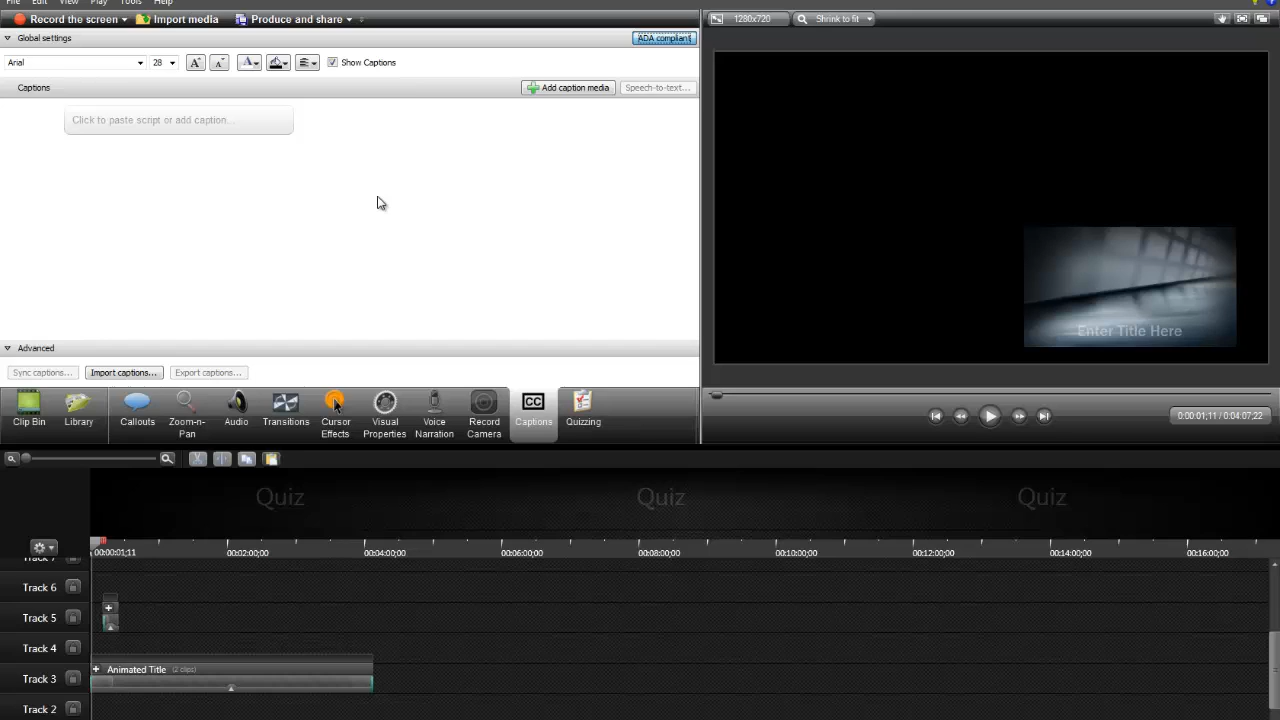 File Edit View Play Tools Help
Record the screen Import media Produce and share
1280x720 Shrink to fit
Global settings ADA compliant
Arial 28 Show Captions
Captions Add caption media Speech-to-text...
Click to paste script or add caption...
Enter Title Here
Advanced
Sync captions... Import captions... Export captions...
Clip Bin Library Callouts Zoom-n-Pan Audio Transitions Cursor Effects Visual Properties Voice Narration Record Camera Captions Quizzing
0:00:01;11 / 0:04:07;22
Quiz Quiz Quiz
00:00:01;11 00:02:00;00 00:04:00;00 00:06:00;00 00:08:00;00 00:10:00;00 00:12:00;00 00:14:00;00 00:16:00;00
Track 7
Track 6
Track 5
Track 4
Track 3 Animated Title (2 clips)
Track 2